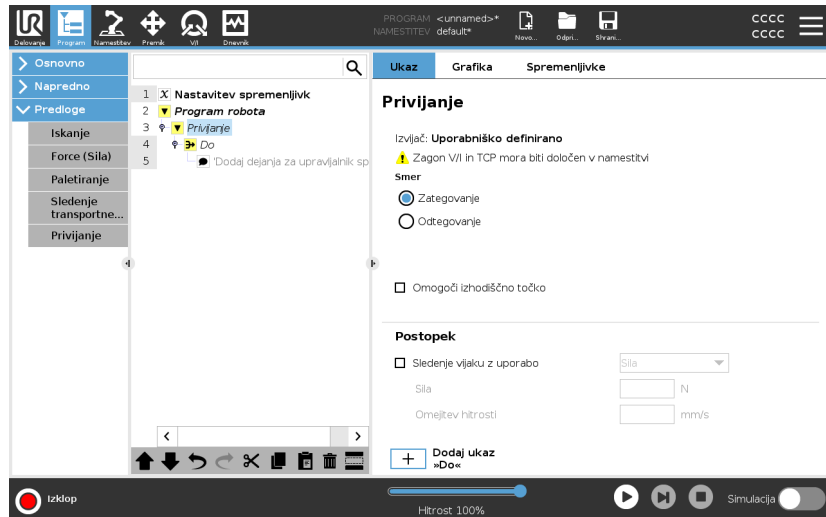 UR
PROGRAM <unnamed>*
NAMESTITEV default*
Delovanje Program Namestitev Premik V/I Dnevnik
Novo... Odpri... Shrani...
CCCC
CCCC
Osnovno
Napredno
Predloge
Iskanje
Force (Sila)
Paletiranje
Sledenje
transportne...
Privijanje
1 X Nastavitev spremenljivk
2 Program robota
3 Privijanje
4 Do
5 'Dodaj dejanja za upravljalnik sp
Ukaz Grafika Spremenljivke
Privijanje
Izvijač: Uporabniško definirano
Zagon V/I in TCP mora biti določen v namestitvi
Smer
Zategovanje
Odtegovanje
Omogoči izhodiščno točko
Postopek
Sledenje vijaku z uporabo Sila
Sila N
Omejitev hitrosti mm/s
Dodaj ukaz
»Do«
Izklop
Hitrost 100%
Simulacija